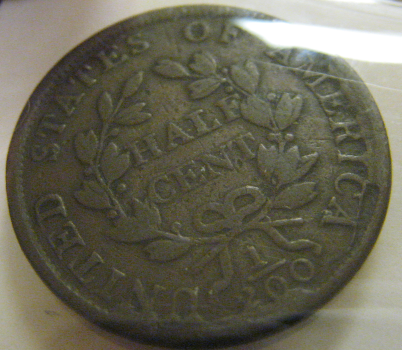 UNITED STATES OF AMERICA
HALF
CENT
1
200